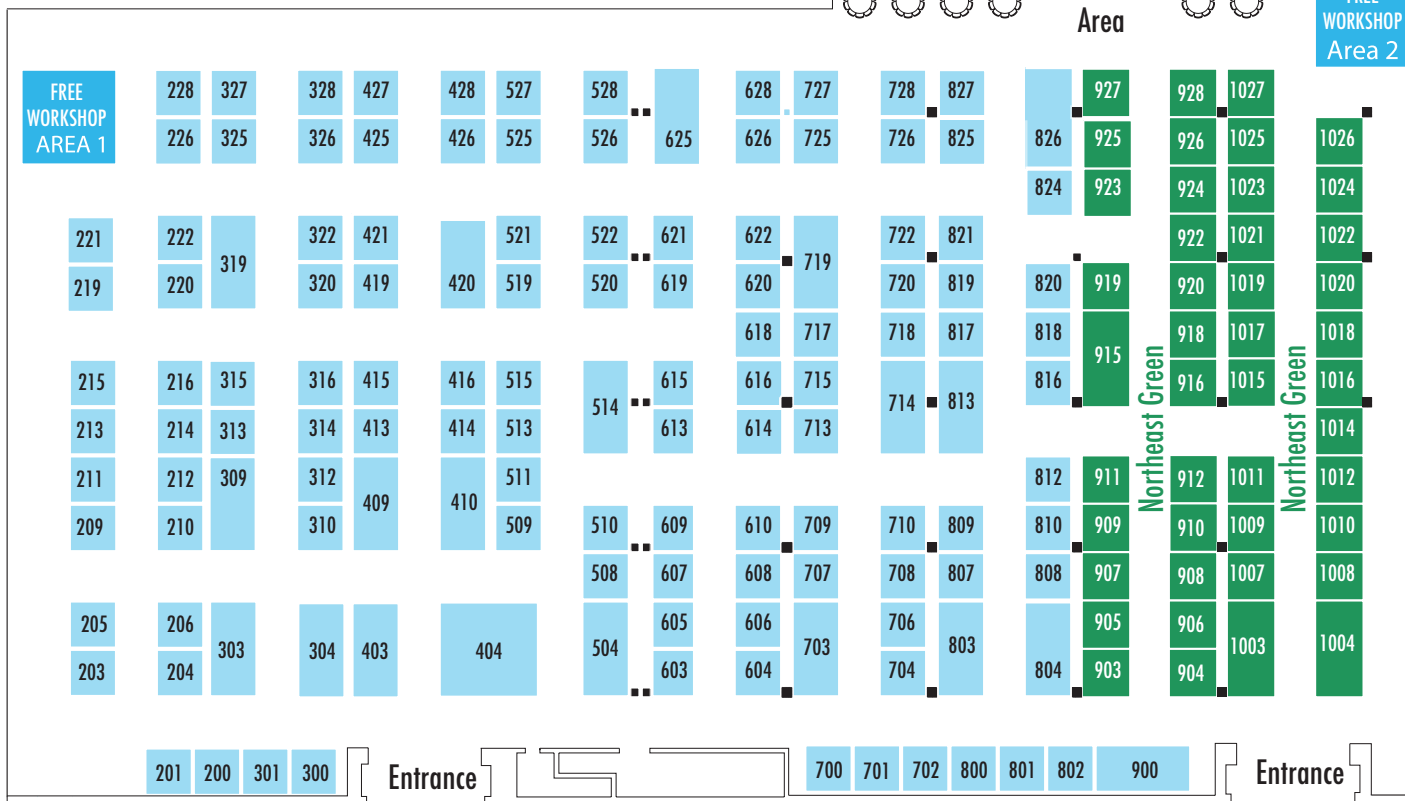 Area
FREE
WORKSHOP
Area 2
FREE
WORKSHOP
AREA 1
228 327 328 427 428 527 528 628 727 728 827 927 928 1027
226 325 326 425 426 525 526 625 626 725 726 825 826 925 926 1025 1026
824 923 924 1023 1024
221 222 319 322 421 521 522 621 622 719 722 821 922 1021 1022
219 220 320 419 420 519 520 619 620 720 819 820 919 920 1019 1020
618 717 718 817 818 915 918 1017 1018
215 216 315 316 415 416 515 514 615 616 715 714 813 816 916 1015 1016
213 214 313 314 413 414 513 613 614 713 1014
Northeast Green
Northeast Green
211 212 309 312 409 410 511 812 911 912 1011 1012
209 210 310 509 510 609 610 709 710 809 810 909 910 1009 1010
508 607 608 707 708 807 808 907 908 1007 1008
205 206 303 304 403 404 504 605 606 703 706 803 905 906 1003 1004
203 204 603 604 704 804 903 904
201 200 301 300 700 701 702 800 801 802 900
Entrance
Entrance